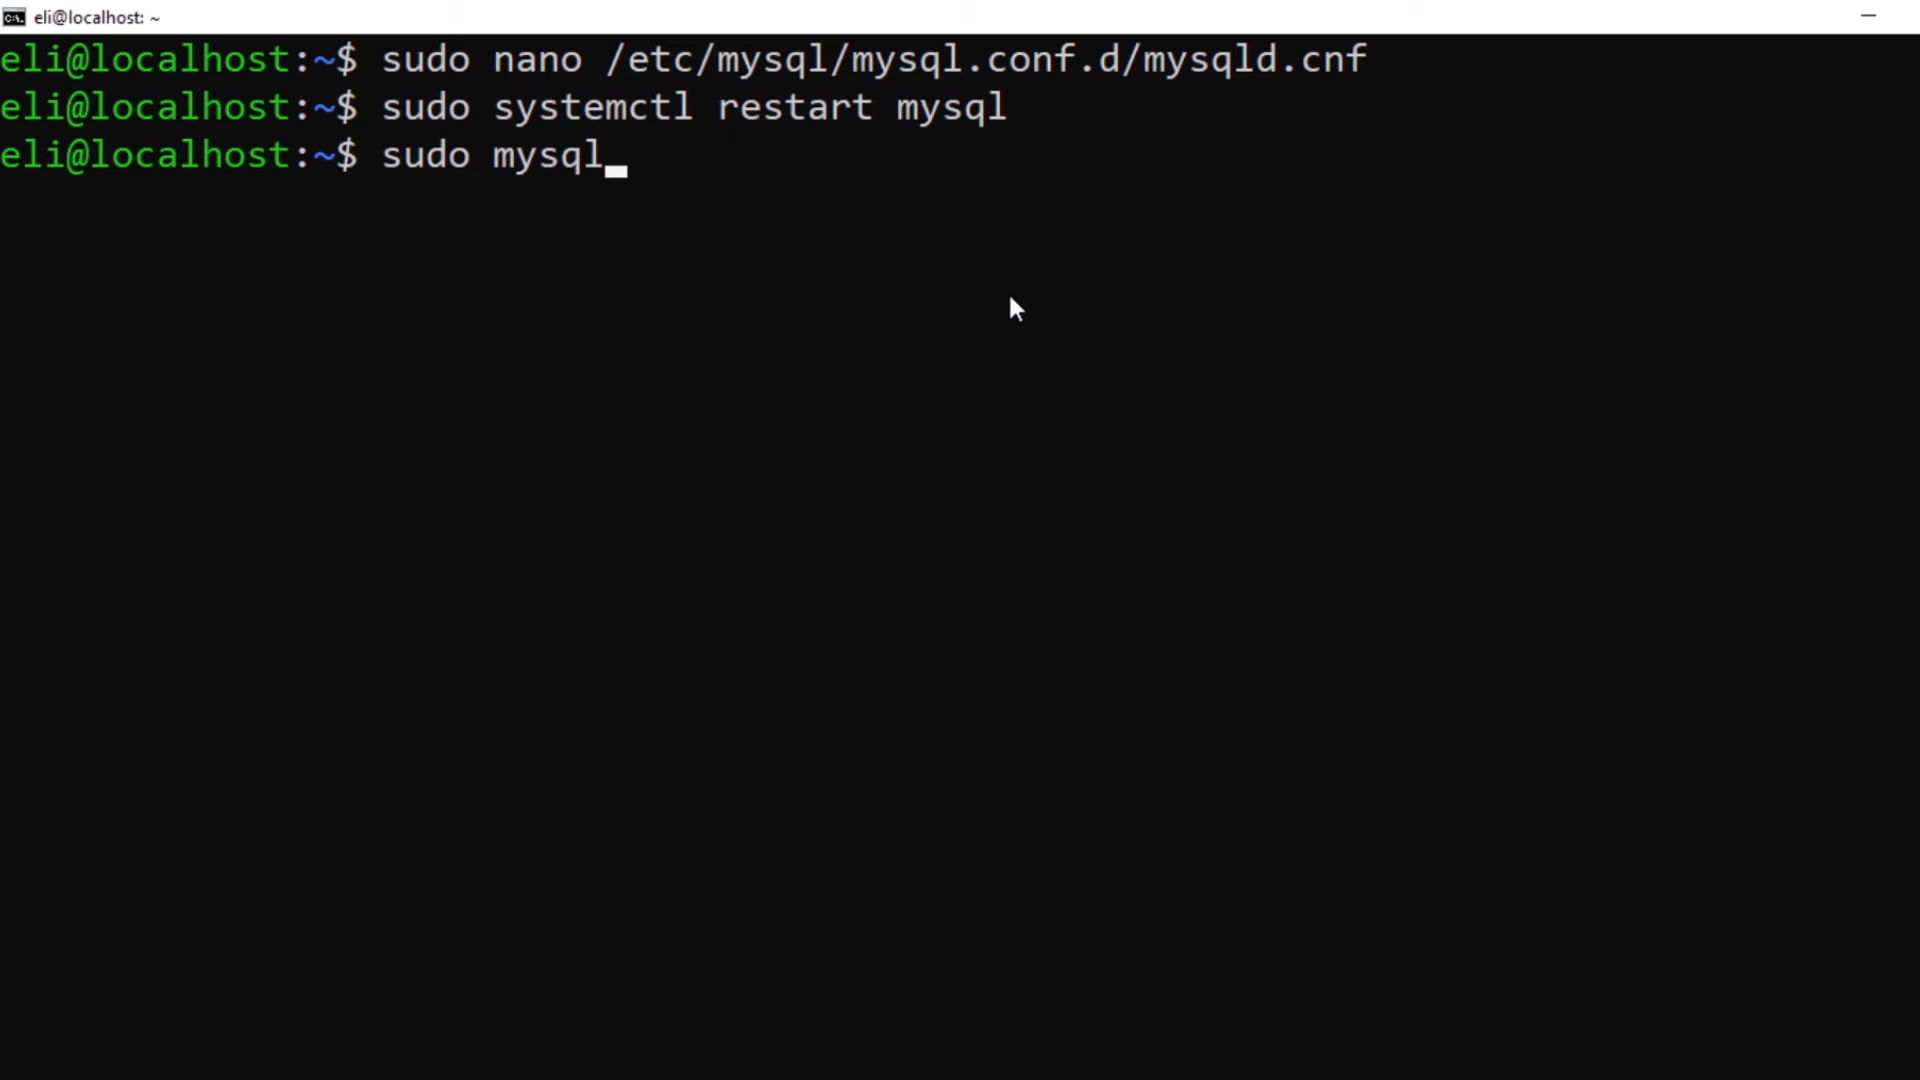 eli@localhost: ~
eli@localhost:~$ sudo nano /etc/mysql/mysql.conf.d/mysqld.cnf
eli@localhost:~$ sudo systemctl restart mysql
eli@localhost:~$ sudo mysql